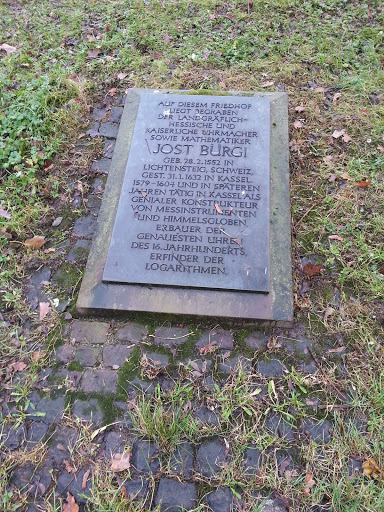 AUF DIESEM FRIEDHOF
LIEGT BEGRABEN
DER LANDGRÄFLICH-
HESSISCHE UND
KAISERLICHE UHRMACHER
SOWIE MATHEMATIKER
JOST BÜRGI
GEB. 28.2.1552 IN
LICHTENSTEIG, SCHWEIZ,
GEST. 31.1.1632 IN KASSEL.
1579-1604 UND IN SPÄTEREN
JAHREN TÄTIG IN KASSEL ALS
GENIALER KONSTRUKTEUR
VON MESSINSTRUMENTEN
UND HIMMELSGLOBEN,
ERBAUER DER
GENAUESTEN UHREN
DES 16. JAHRHUNDERTS,
ERFINDER DER
LOGARITHMEN.